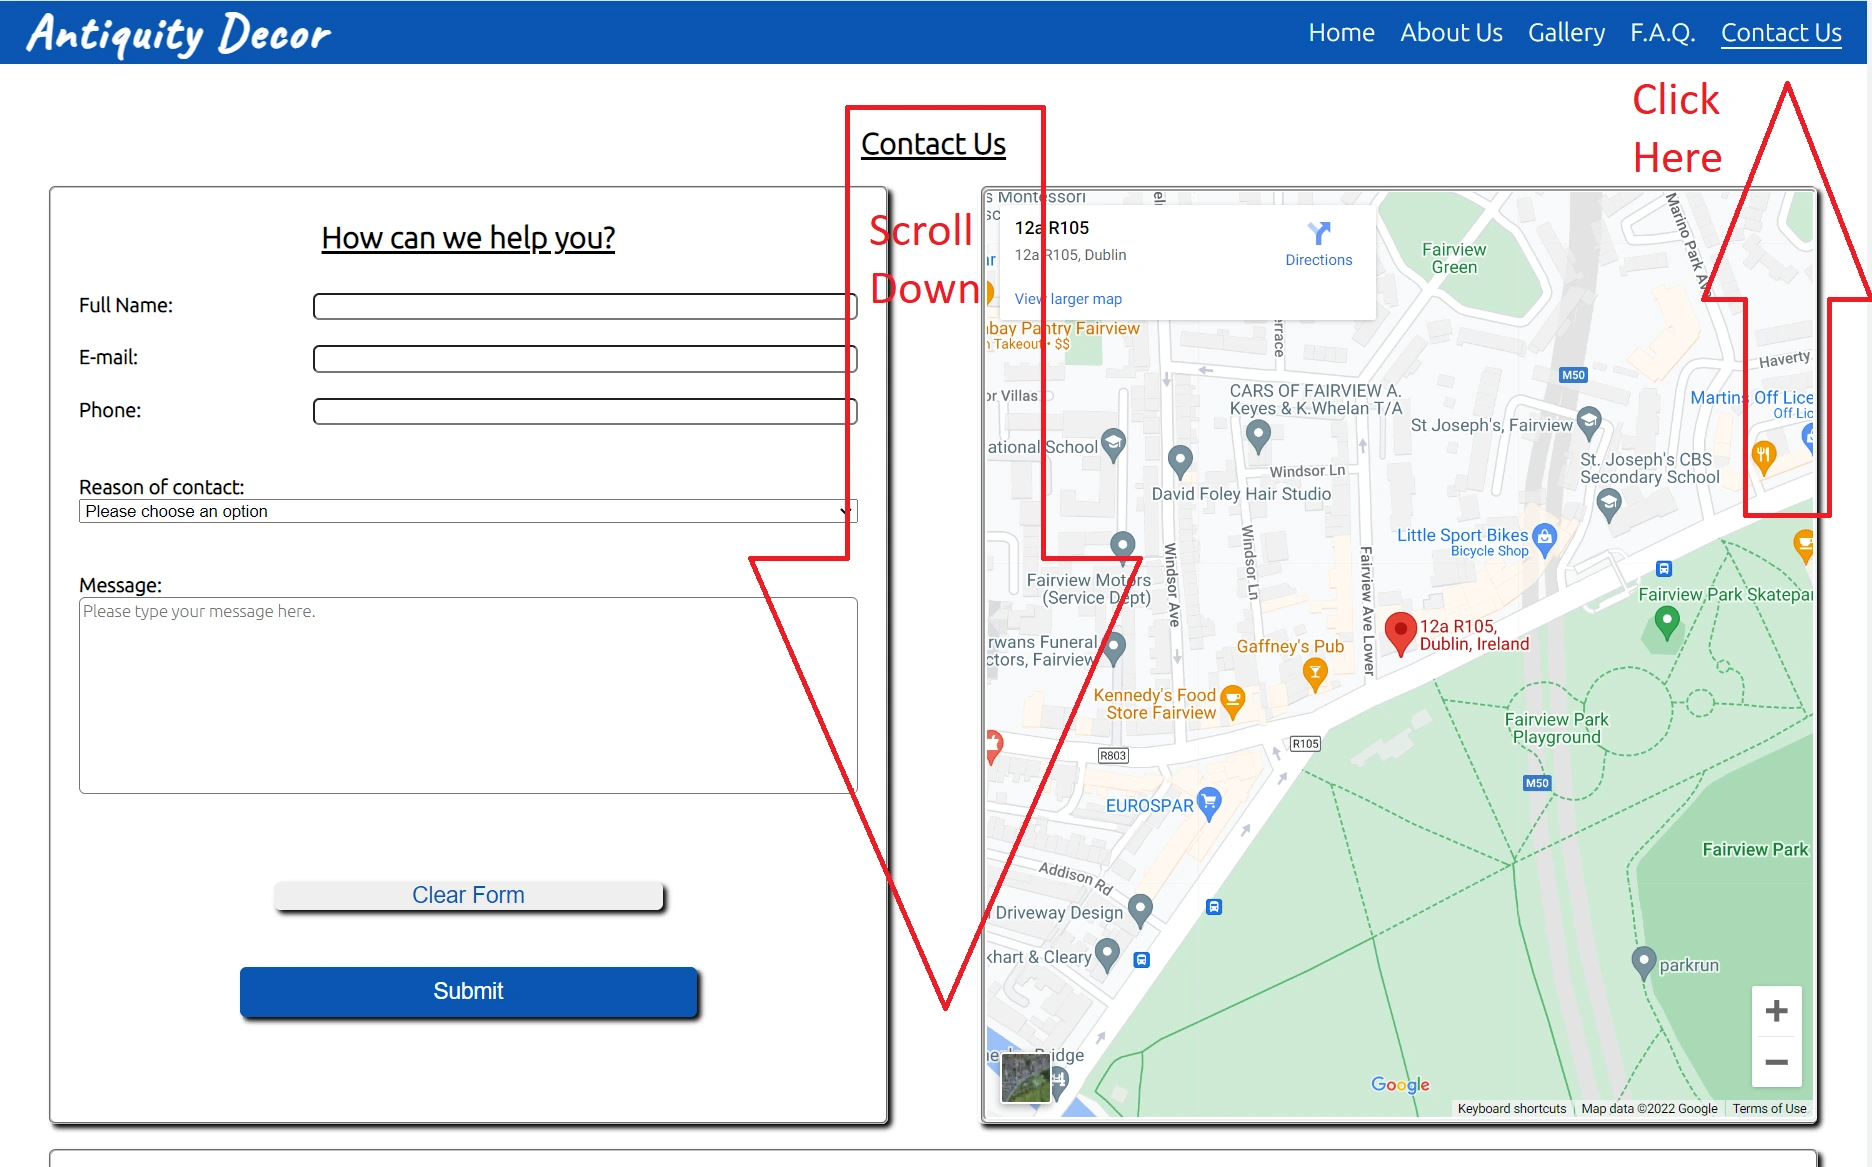 Antiquity Decor
Home About Us Gallery F.A.Q. Contact Us
Click
Here
Contact Us
Scroll
Down
How can we help you?
Full Name:
E-mail:
Phone:
Reason of contact:
Please choose an option
Message:
Please type your message here.
Clear Form
Submit
s Montessori
12a R105
12a R105, Dublin
Directions
View larger map
Fairview
Green
Marino Park Ave
Pantry Fairview
Takeout • $$
Haverty
M50
CARS OF FAIRVIEW A.
Keyes & K.Whelan T/A
or Villas
Martins Off Lice
Off Lic
St Joseph's, Fairview
ational School
St. Joseph's CBS
Secondary School
Windsor Ln
David Foley Hair Studio
Little Sport Bikes
Bicycle Shop
Windsor Ave
Windsor Ln
Fairview Ave Lower
Fairview Motors
(Service Dept)
Fairview Park Skatepar
12a R105,
Dublin, Ireland
rwans Funeral
ctors, Fairview
Gaffney's Pub
Kennedy's Food
Store Fairview
Fairview Park
Playground
R105
R803
M50
EUROSPAR
Fairview Park
Addison Rd
Driveway Design
khart & Cleary
parkrun
Bridge
Google
Keyboard shortcuts
Map data ©2022 Google
Terms of Use